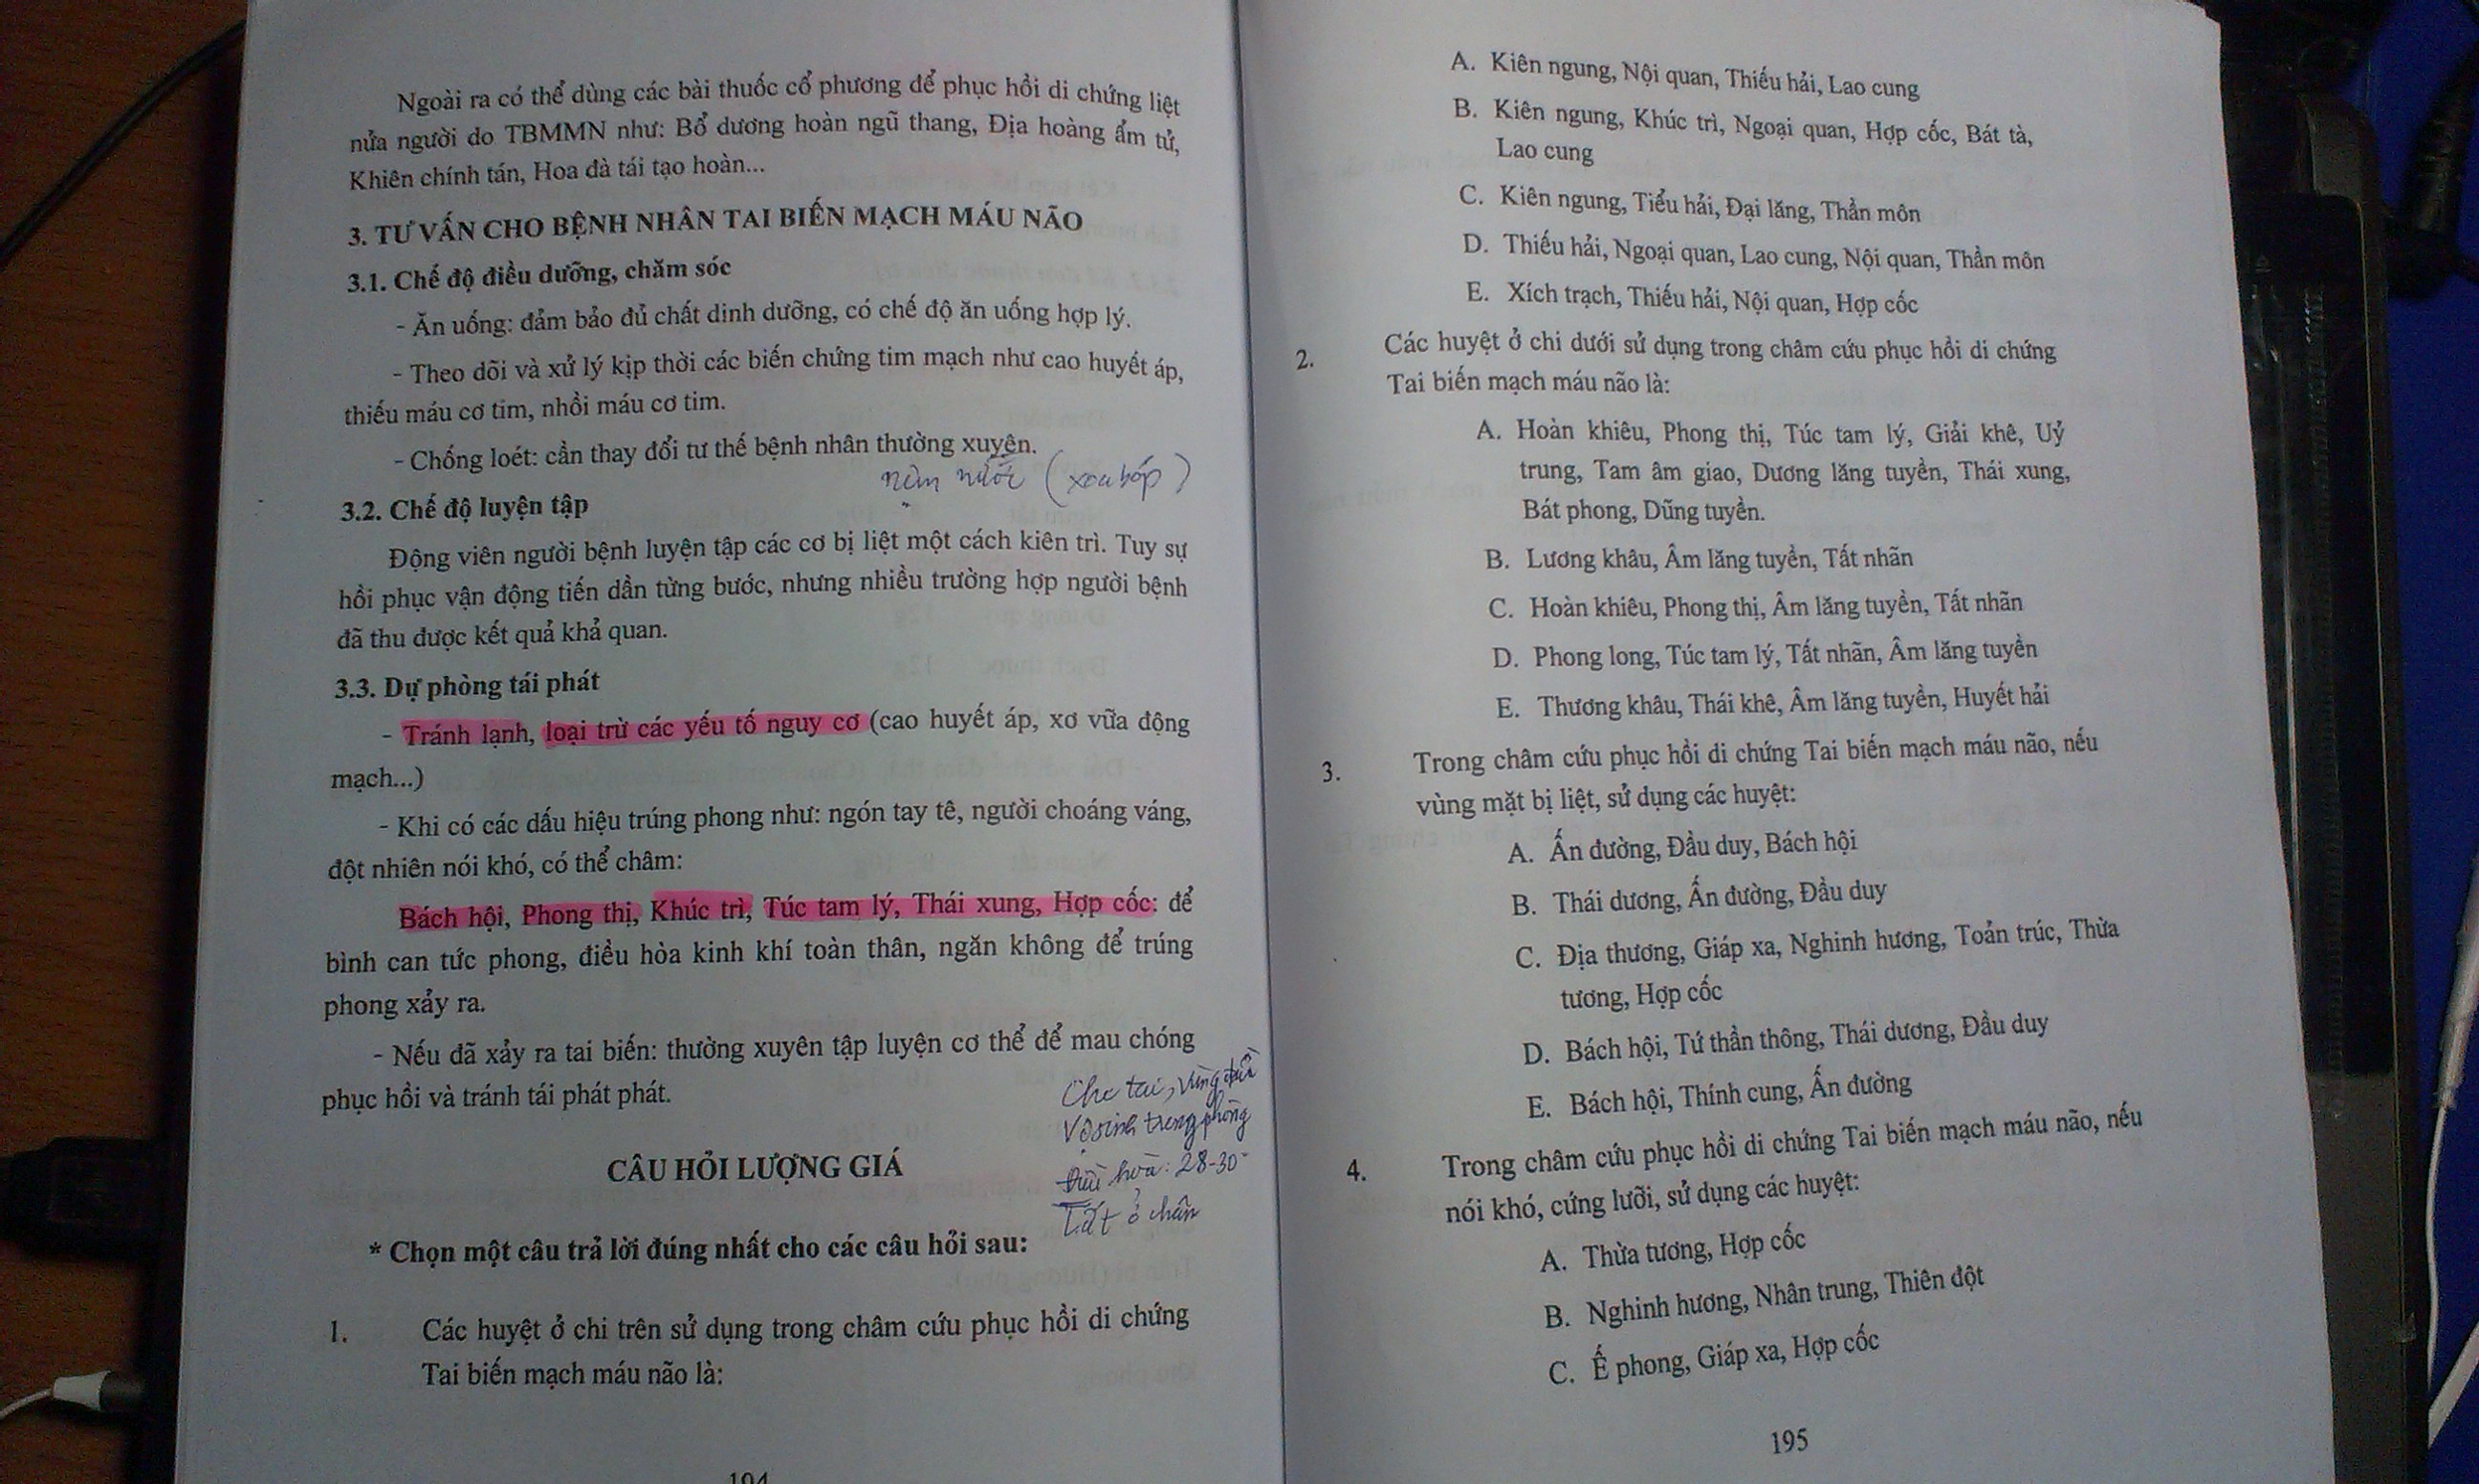 Ngoài ra có thể dùng các bài thuốc cổ phương để phục hồi di chứng liệt
nửa người do TBMMN như: Bổ dương hoàn ngũ thang, Địa hoàng ẩm tử,
Khiên chính tán, Hoa đà tái tạo hoàn...
3. TƯ VẤN CHO BỆNH NHÂN TAI BIẾN MẠCH MÁU NÃO
3.1. Chế độ điều dưỡng, chăm sóc
- Ăn uống: đảm bảo đủ chất dinh dưỡng, có chế độ ăn uống hợp lý.
- Theo dõi và xử lý kịp thời các biến chứng tim mạch như cao huyết áp,
thiếu máu cơ tim, nhồi máu cơ tim.
- Chống loét: cần thay đổi tư thế bệnh nhân thường xuyên.
nệm nước (xoa bóp)
3.2. Chế độ luyện tập
Động viên người bệnh luyện tập các cơ bị liệt một cách kiên trì. Tuy sự
hồi phục vận động tiến dần từng bước, nhưng nhiều trường hợp người bệnh
đã thu được kết quả khả quan.
3.3. Dự phòng tái phát
- Tránh lạnh, loại trừ các yếu tố nguy cơ (cao huyết áp, xơ vữa động
mạch...)
- Khi có các dấu hiệu trúng phong như: ngón tay tê, người choáng váng,
đột nhiên nói khó, có thể châm:
Bách hội, Phong thị, Khúc trì, Túc tam lý, Thái xung, Hợp cốc: để
bình can tức phong, điều hòa kinh khí toàn thân, ngăn không để trúng
phong xảy ra.
- Nếu đã xảy ra tai biến: thường xuyên tập luyện cơ thể để mau chóng
phục hồi và tránh tái phát phát.
Che tai, vùng đầu
Vệ sinh trong phòng
Điều hòa: 28-30
Tất ở chân
CÂU HỎI LƯỢNG GIÁ
* Chọn một câu trả lời đúng nhất cho các câu hỏi sau:
1. Các huyệt ở chi trên sử dụng trong châm cứu phục hồi di chứng
Tai biến mạch máu não là:
194
A. Kiên ngung, Nội quan, Thiếu hải, Lao cung
B. Kiên ngung, Khúc trì, Ngoại quan, Hợp cốc, Bát tà,
Lao cung
C. Kiên ngung, Tiểu hải, Đại lăng, Thần môn
D. Thiếu hải, Ngoại quan, Lao cung, Nội quan, Thần môn
E. Xích trạch, Thiếu hải, Nội quan, Hợp cốc
2. Các huyệt ở chi dưới sử dụng trong châm cứu phục hồi di chứng
Tai biến mạch máu não là:
A. Hoàn khiêu, Phong thị, Túc tam lý, Giải khê, Uỷ
trung, Tam âm giao, Dương lăng tuyền, Thái xung,
Bát phong, Dũng tuyền.
B. Lương khâu, Âm lăng tuyền, Tất nhãn
C. Hoàn khiêu, Phong thị, Âm lăng tuyền, Tất nhãn
D. Phong long, Túc tam lý, Tất nhãn, Âm lăng tuyền
E. Thương khâu, Thái khê, Âm lăng tuyền, Huyết hải
3. Trong châm cứu phục hồi di chứng Tai biến mạch máu não, nếu
vùng mặt bị liệt, sử dụng các huyệt:
A. Ấn đường, Đầu duy, Bách hội
B. Thái dương, Ấn đường, Đầu duy
C. Địa thương, Giáp xa, Nghinh hương, Toản trúc, Thừa
tương, Hợp cốc
D. Bách hội, Tứ thần thông, Thái dương, Đầu duy
E. Bách hội, Thính cung, Ấn đường
4. Trong châm cứu phục hồi di chứng Tai biến mạch máu não, nếu
nói khó, cứng lưỡi, sử dụng các huyệt:
A. Thừa tương, Hợp cốc
B. Nghinh hương, Nhân trung, Thiên đột
C. Ế phong, Giáp xa, Hợp cốc
195